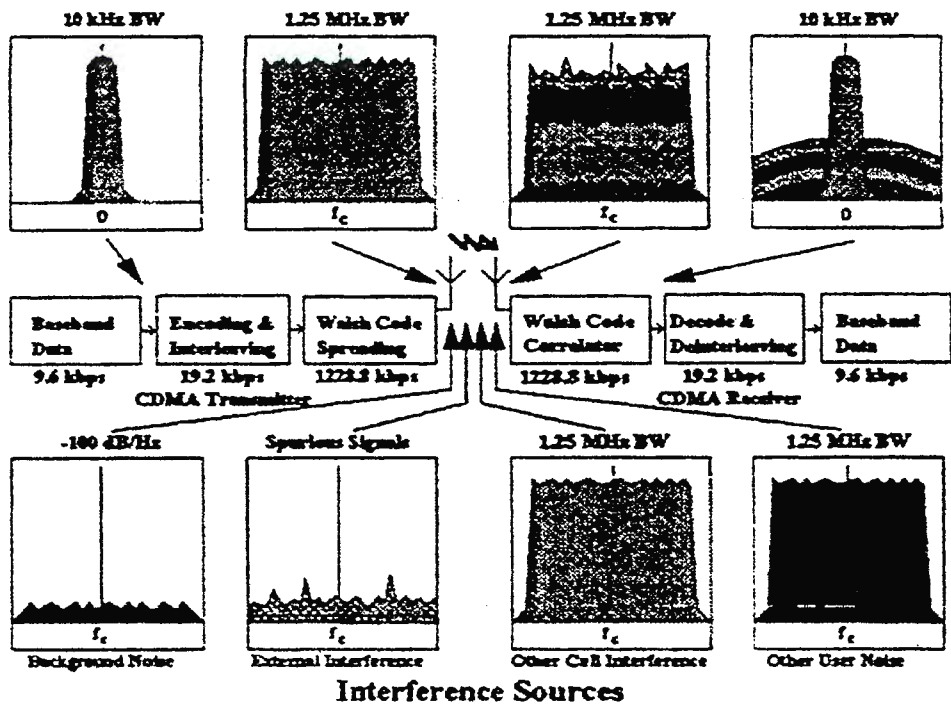 10 kHz BW
1.25 MHz BW
1.25 MHz BW
10 kHz BW
0
fc
fc
0
Baseband
Data
Encoding &
Interleaving
Walsh Code
Spreading
Walsh Code
Correlator
Decode &
Deinterleaving
Baseband
Data
9.6 kbps
19.2 kbps
1228.8 kbps
1228.8 kbps
19.2 kbps
9.6 kbps
CDMA Transmitter
CDMA Receiver
-100 dB/Hz
Spurious Signals
1.25 MHz BW
1.25 MHz BW
fc
fc
fc
fc
Background Noise
External Interference
Other Cell Interference
Other User Noise
Interference Sources